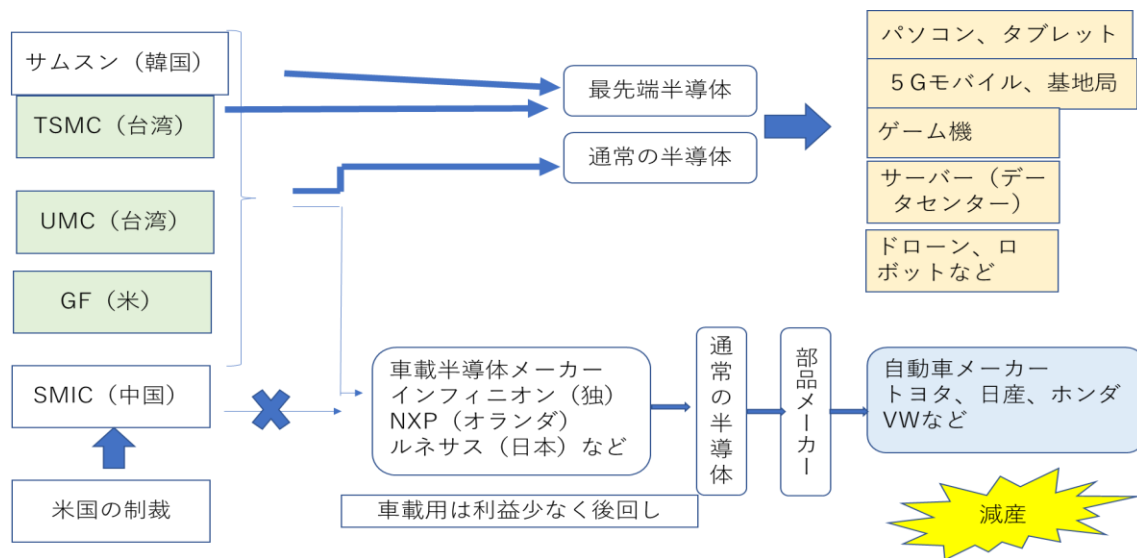 サムスン（韓国）
TSMC（台湾）
UMC（台湾）
GF（米）
SMIC（中国）
米国の制裁
最先端半導体
通常の半導体
パソコン、タブレット
５Gモバイル、基地局
ゲーム機
サーバー（デー
タセンター）
ドローン、ロ
ボットなど
車載半導体メーカー
インフィニオン（独）
NXP（オランダ）
ルネサス（日本）など
車載用は利益少なく後回し
通常の半導体
部品メーカー
自動車メーカー
トヨタ、日産、ホンダ
VWなど
減産